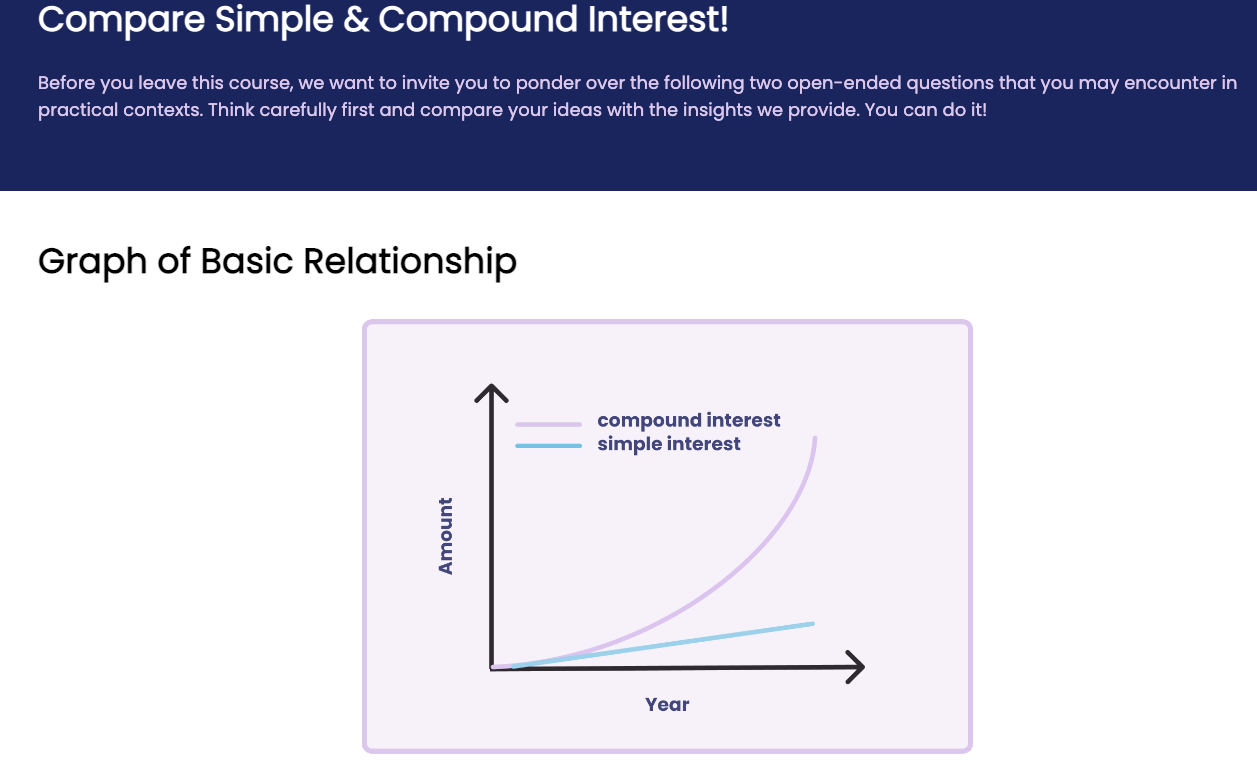 Compare Simple & Compound Interest!
Before you leave this course, we want to invite you to ponder over the following two open-ended questions that you may encounter in
practical contexts. Think carefully first and compare your ideas with the insights we provide. You can do it!
Graph of Basic Relationship
compound interest
simple interest
Amount
Year